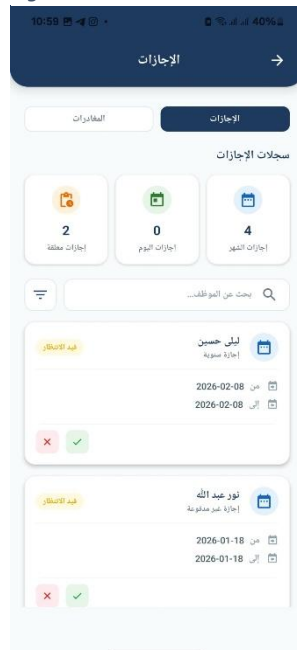 10:59
40%
الإجازات
الإجازات
المغادرات
سجلات الإجازات
4
إجازات الشهر
0
اجازات اليوم
2
إجازات معلقة
بحث عن الموظف...
ليلى حسين
إجازة سنوية
قيد الانتظار
من 2026-02-08
إلى 2026-02-08
نور عبد الله
إجازة غير مدفوعة
قيد الانتظار
من 2026-01-18
إلى 2026-01-18